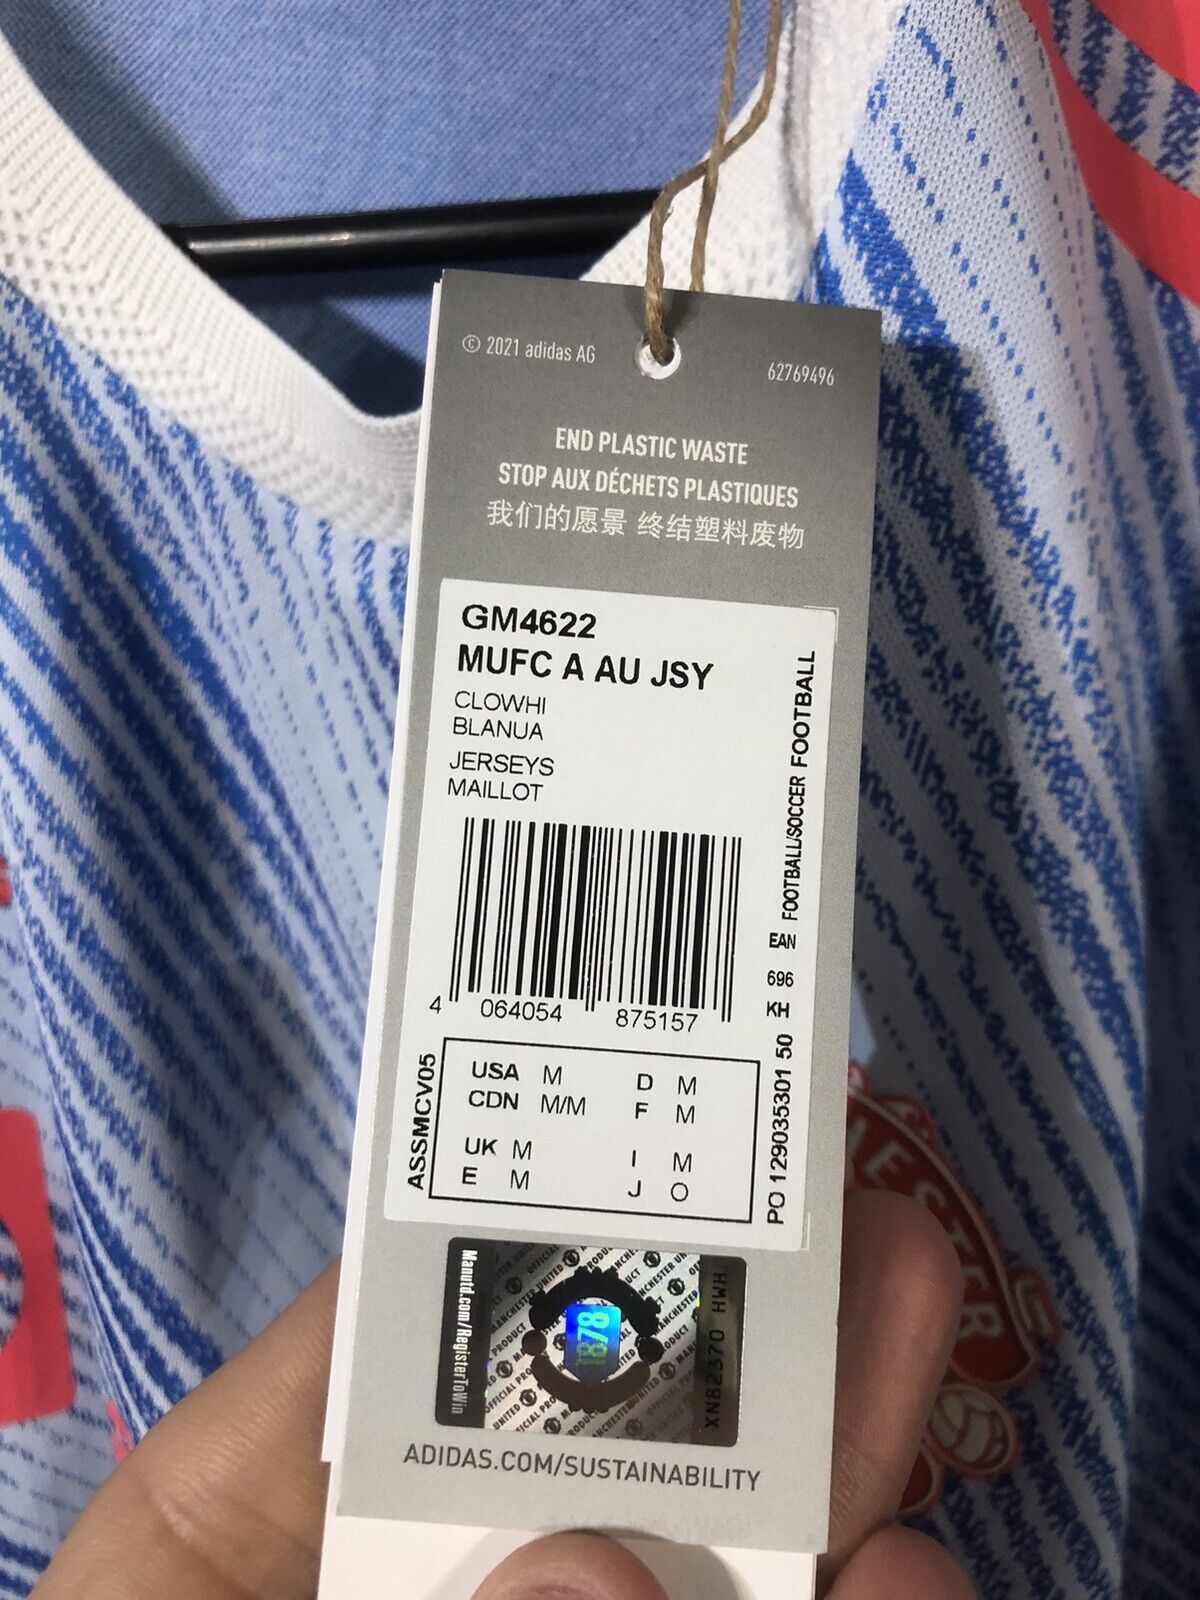 © 2021 adidas AG
62769496
END PLASTIC WASTE
STOP AUX DÉCHETS PLASTIQUES
我们的愿景 终结塑料废物
GM4622
MUFC A AU JSY
CLOWHI
BLANUA
JERSEYS
MAILLOT
FOOTBALL/SOCCER FOOTBALL
EAN
696
KH
PO 129035301 50
4 064054 875157
ASSMCV05
USA M D M
CDN M/M F M
UK M I M
E M J O
Manutd.com/RegisterToWin
1878
XN82370 HWH
ADIDAS.COM/SUSTAINABILITY